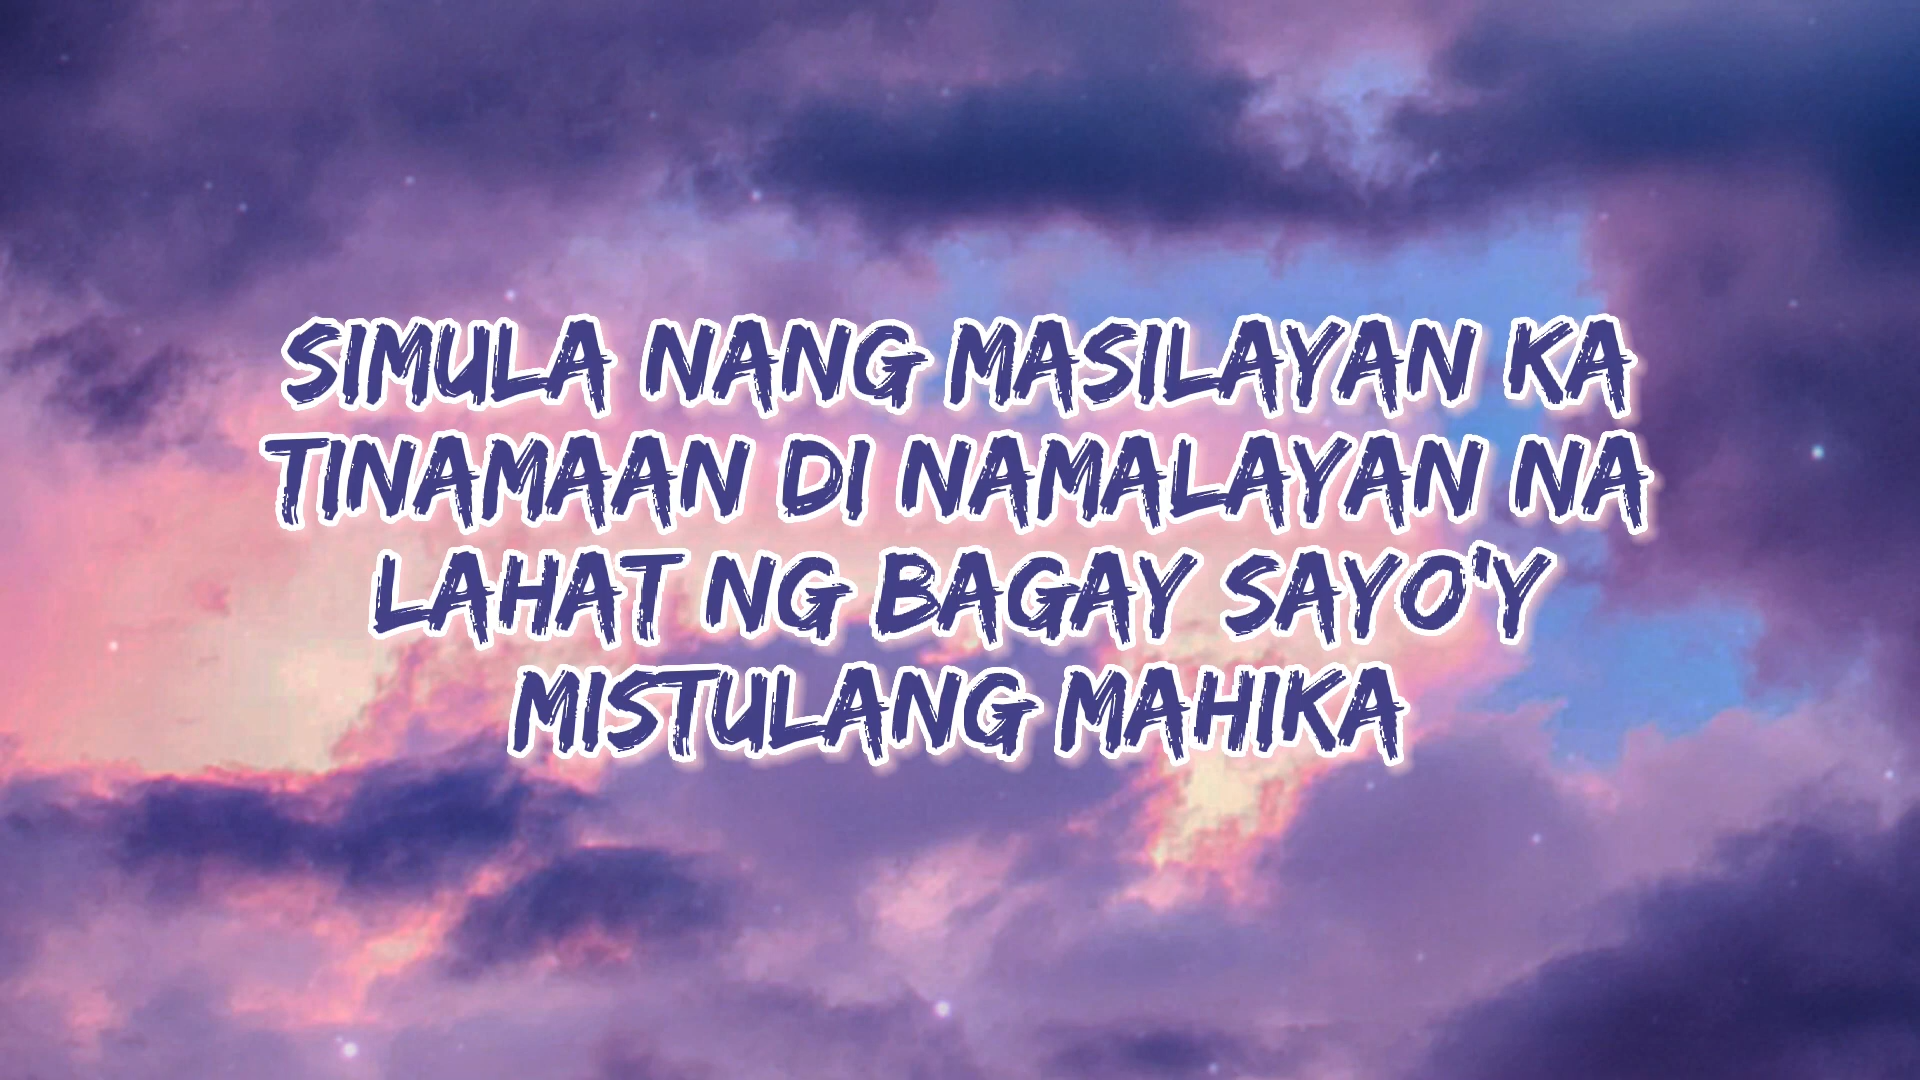 SIMULA NANG MASILAYAN KA
TINAMAAN DI NAMALAYAN NA
LAHAT NG BAGAY SAYO'Y
MISTULANG MAHIKA